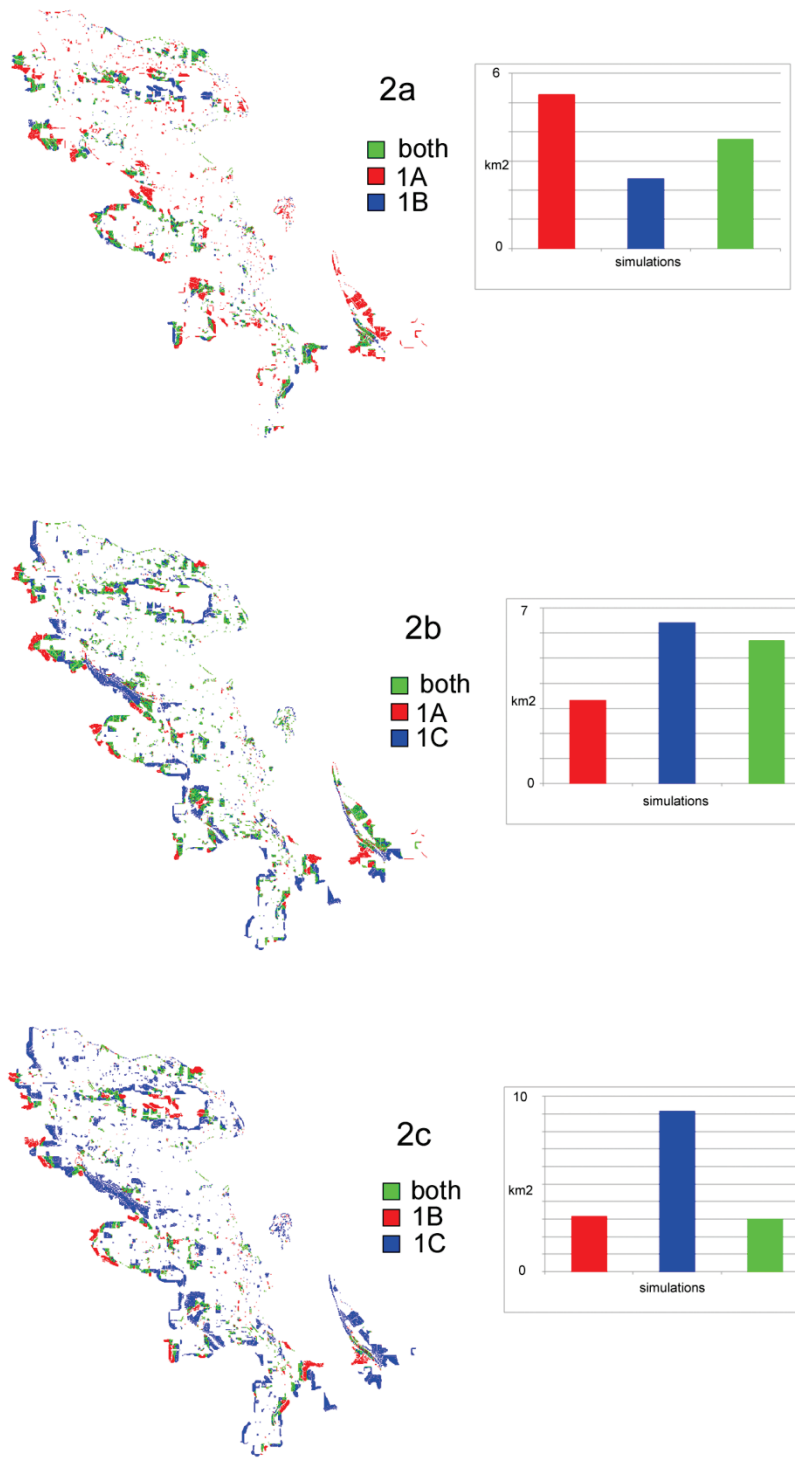 2a
both
1A
1B
6
km2
0
simulations
2b
both
1A
1C
7
km2
0
simulations
2c
both
1B
1C
10
km2
0
simulations